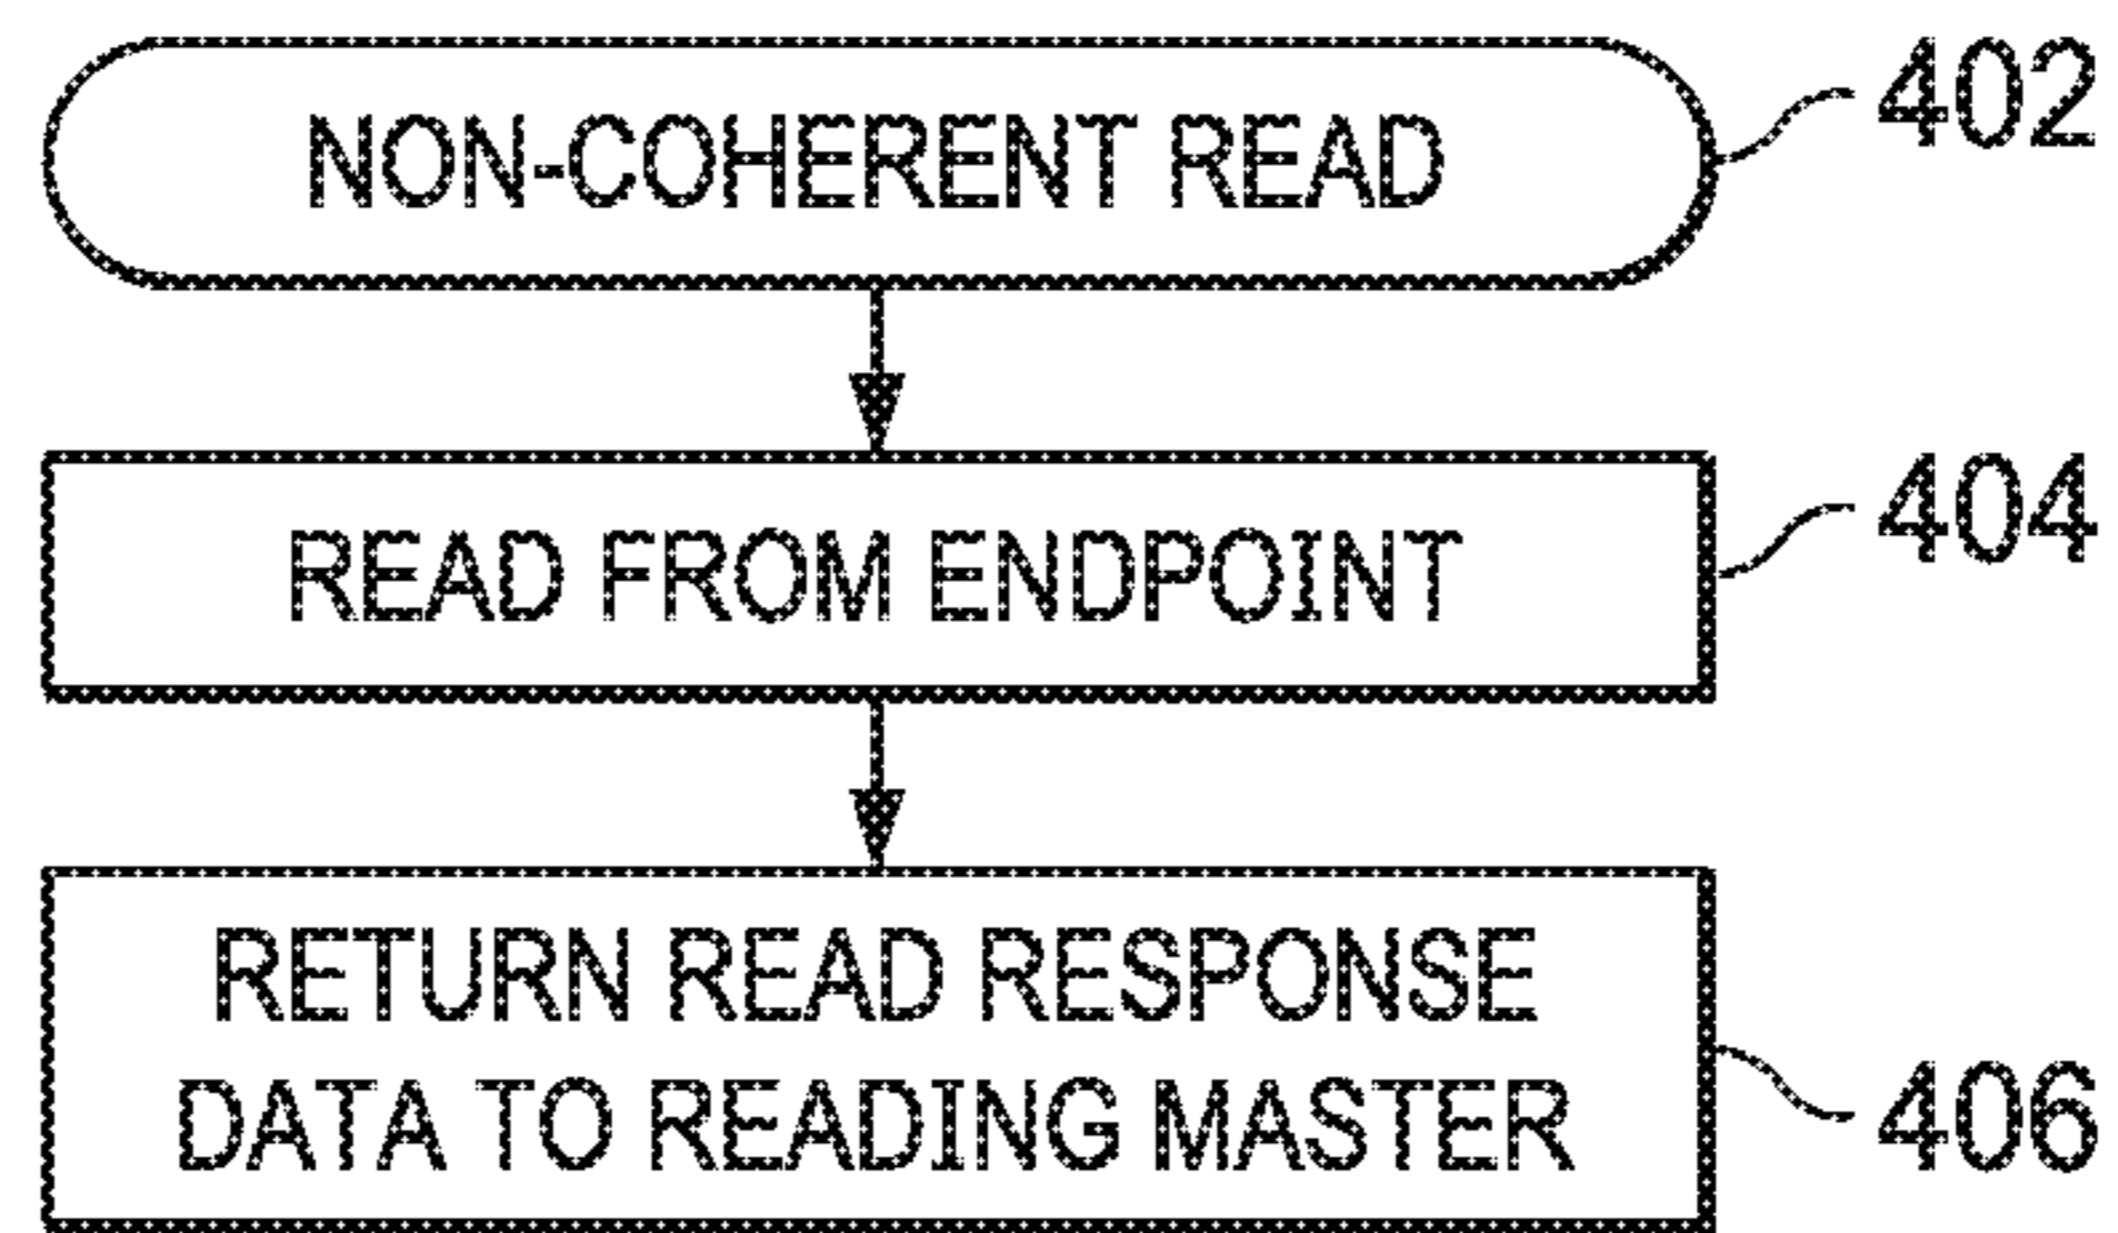 NON-COHERENT READ
402
READ FROM ENDPOINT
404
RETURN READ RESPONSE
DATA TO READING MASTER
406